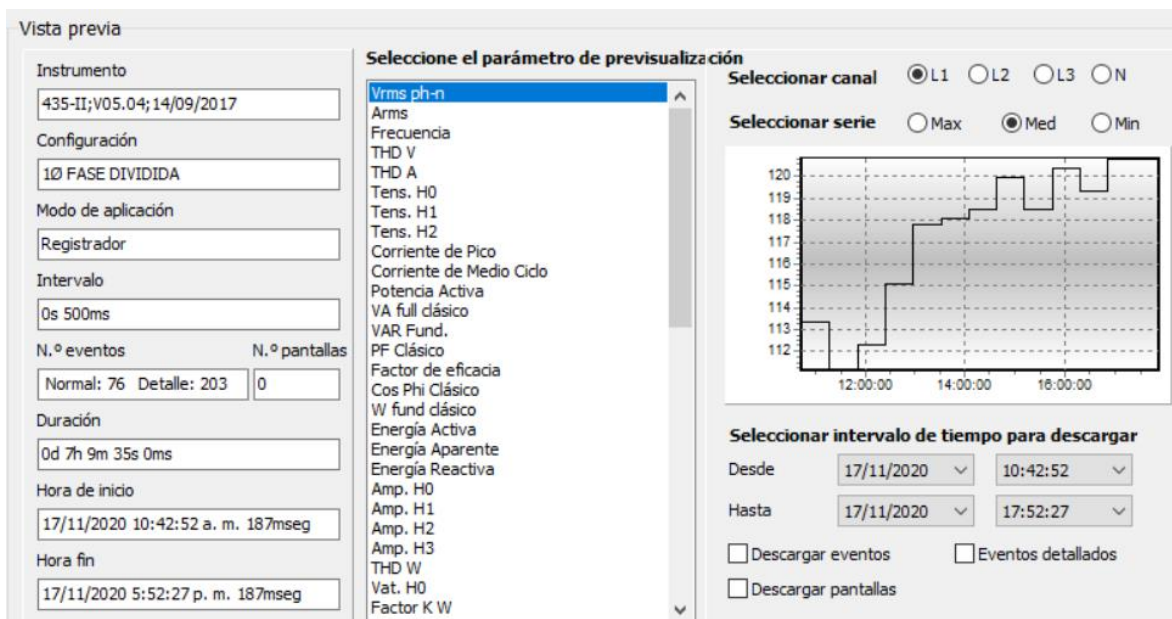 Vista previa
Instrumento
435-II;V05.04;14/09/2017
Configuración
1Ø FASE DIVIDIDA
Modo de aplicación
Registrador
Intervalo
0s 500ms
N.º eventos N.º pantallas
Normal: 76 Detalle: 203 0
Duración
0d 7h 9m 35s 0ms
Hora de inicio
17/11/2020 10:42:52 a. m. 187mseg
Hora fin
17/11/2020 5:52:27 p. m. 187mseg
Seleccione el parámetro de previsualización
Vrms ph-n
Arms
Frecuencia
THD V
THD A
Tens. H0
Tens. H1
Tens. H2
Corriente de Pico
Corriente de Medio Ciclo
Potencia Activa
VA full clásico
VAR Fund.
PF Clásico
Factor de eficacia
Cos Phi Clásico
W fund clásico
Energía Activa
Energía Aparente
Energía Reactiva
Amp. H0
Amp. H1
Amp. H2
Amp. H3
THD W
Vat. H0
Factor K W
Seleccionar canal L1 L2 L3 N
Seleccionar serie Max Med Min
120
119
118
117
116
115
114
113
112
12:00:00 14:00:00 16:00:00
Seleccionar intervalo de tiempo para descargar
Desde 17/11/2020 10:42:52
Hasta 17/11/2020 17:52:27
Descargar eventos Eventos detallados
Descargar pantallas